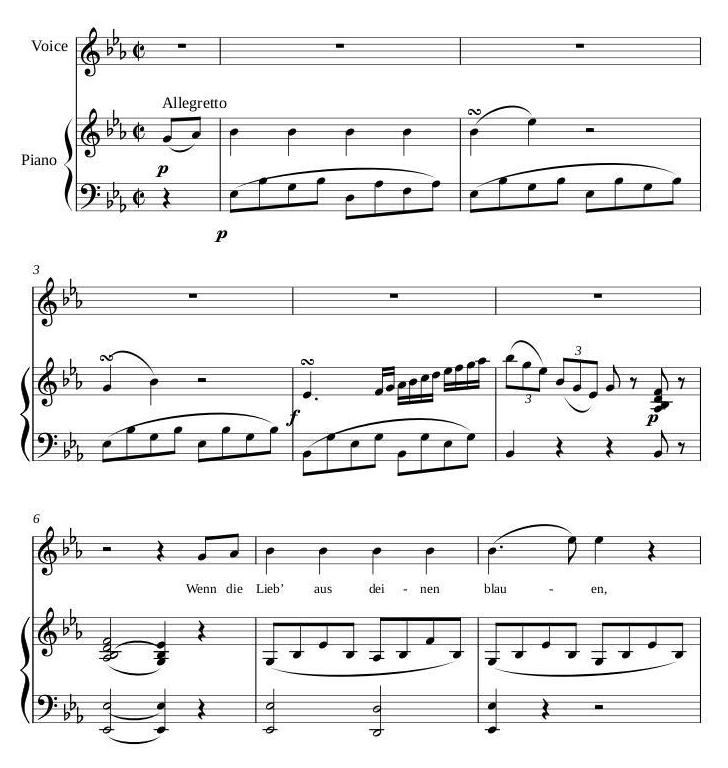 Voice
Allegretto
Piano
p
p
3
f
3
3
p
6
Wenn die Lieb’ aus dei - nen blau - en,